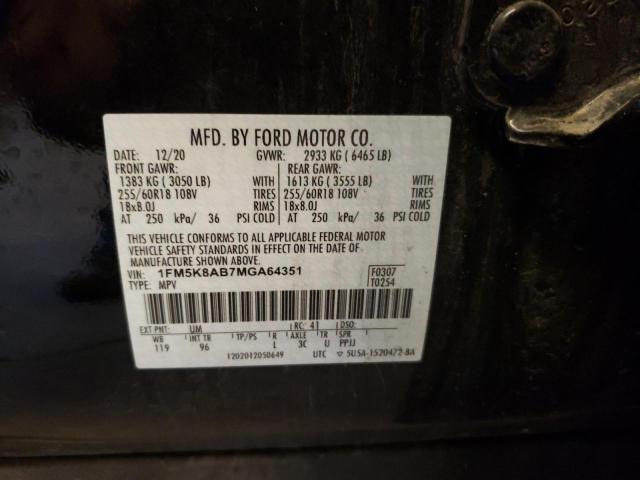 MFD. BY FORD MOTOR CO.
DATE: 12/20 GVWR: 2933 KG ( 6465 LB)
FRONT GAWR: REAR GAWR:
1383 KG ( 3050 LB) WITH 1613 KG ( 3555 LB) WITH
255/60R18 108V TIRES 255/60R18 108V TIRES
18x8.0J RIMS 18x8.0J RIMS
AT 250 kPa/ 36 PSI COLD AT 250 kPa/ 36 PSI COLD
THIS VEHICLE CONFORMS TO ALL APPLICABLE FEDERAL MOTOR
VEHICLE SAFETY STANDARDS IN EFFECT ON THE DATE OF
MANUFACTURE SHOWN ABOVE.
VIN: 1FM5K8AB7MGA64351 F0307
TYPE: MPV T0254
EXT PNT: UM RC: 41 DSO:
WB INT TR TP/PS R AXLE TR SPR
119 96 L 3C U PPJJ
1202012050649 UTC ▽ 5U5A-1520472-BA